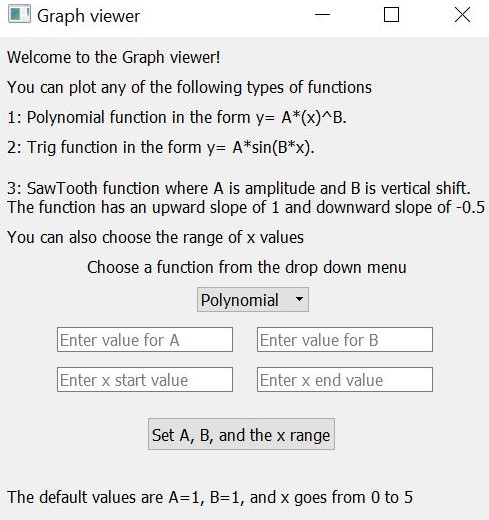 Graph viewer
Welcome to the Graph viewer!
You can plot any of the following types of functions
1: Polynomial function in the form y= A*(x)^B.
2: Trig function in the form y= A*sin(B*x).
3: SawTooth function where A is amplitude and B is vertical shift.
The function has an upward slope of 1 and downward slope of -0.5
You can also choose the range of x values
Choose a function from the drop down menu
Polynomial
Enter value for A Enter value for B
Enter x start value Enter x end value
Set A, B, and the x range
The default values are A=1, B=1, and x goes from 0 to 5